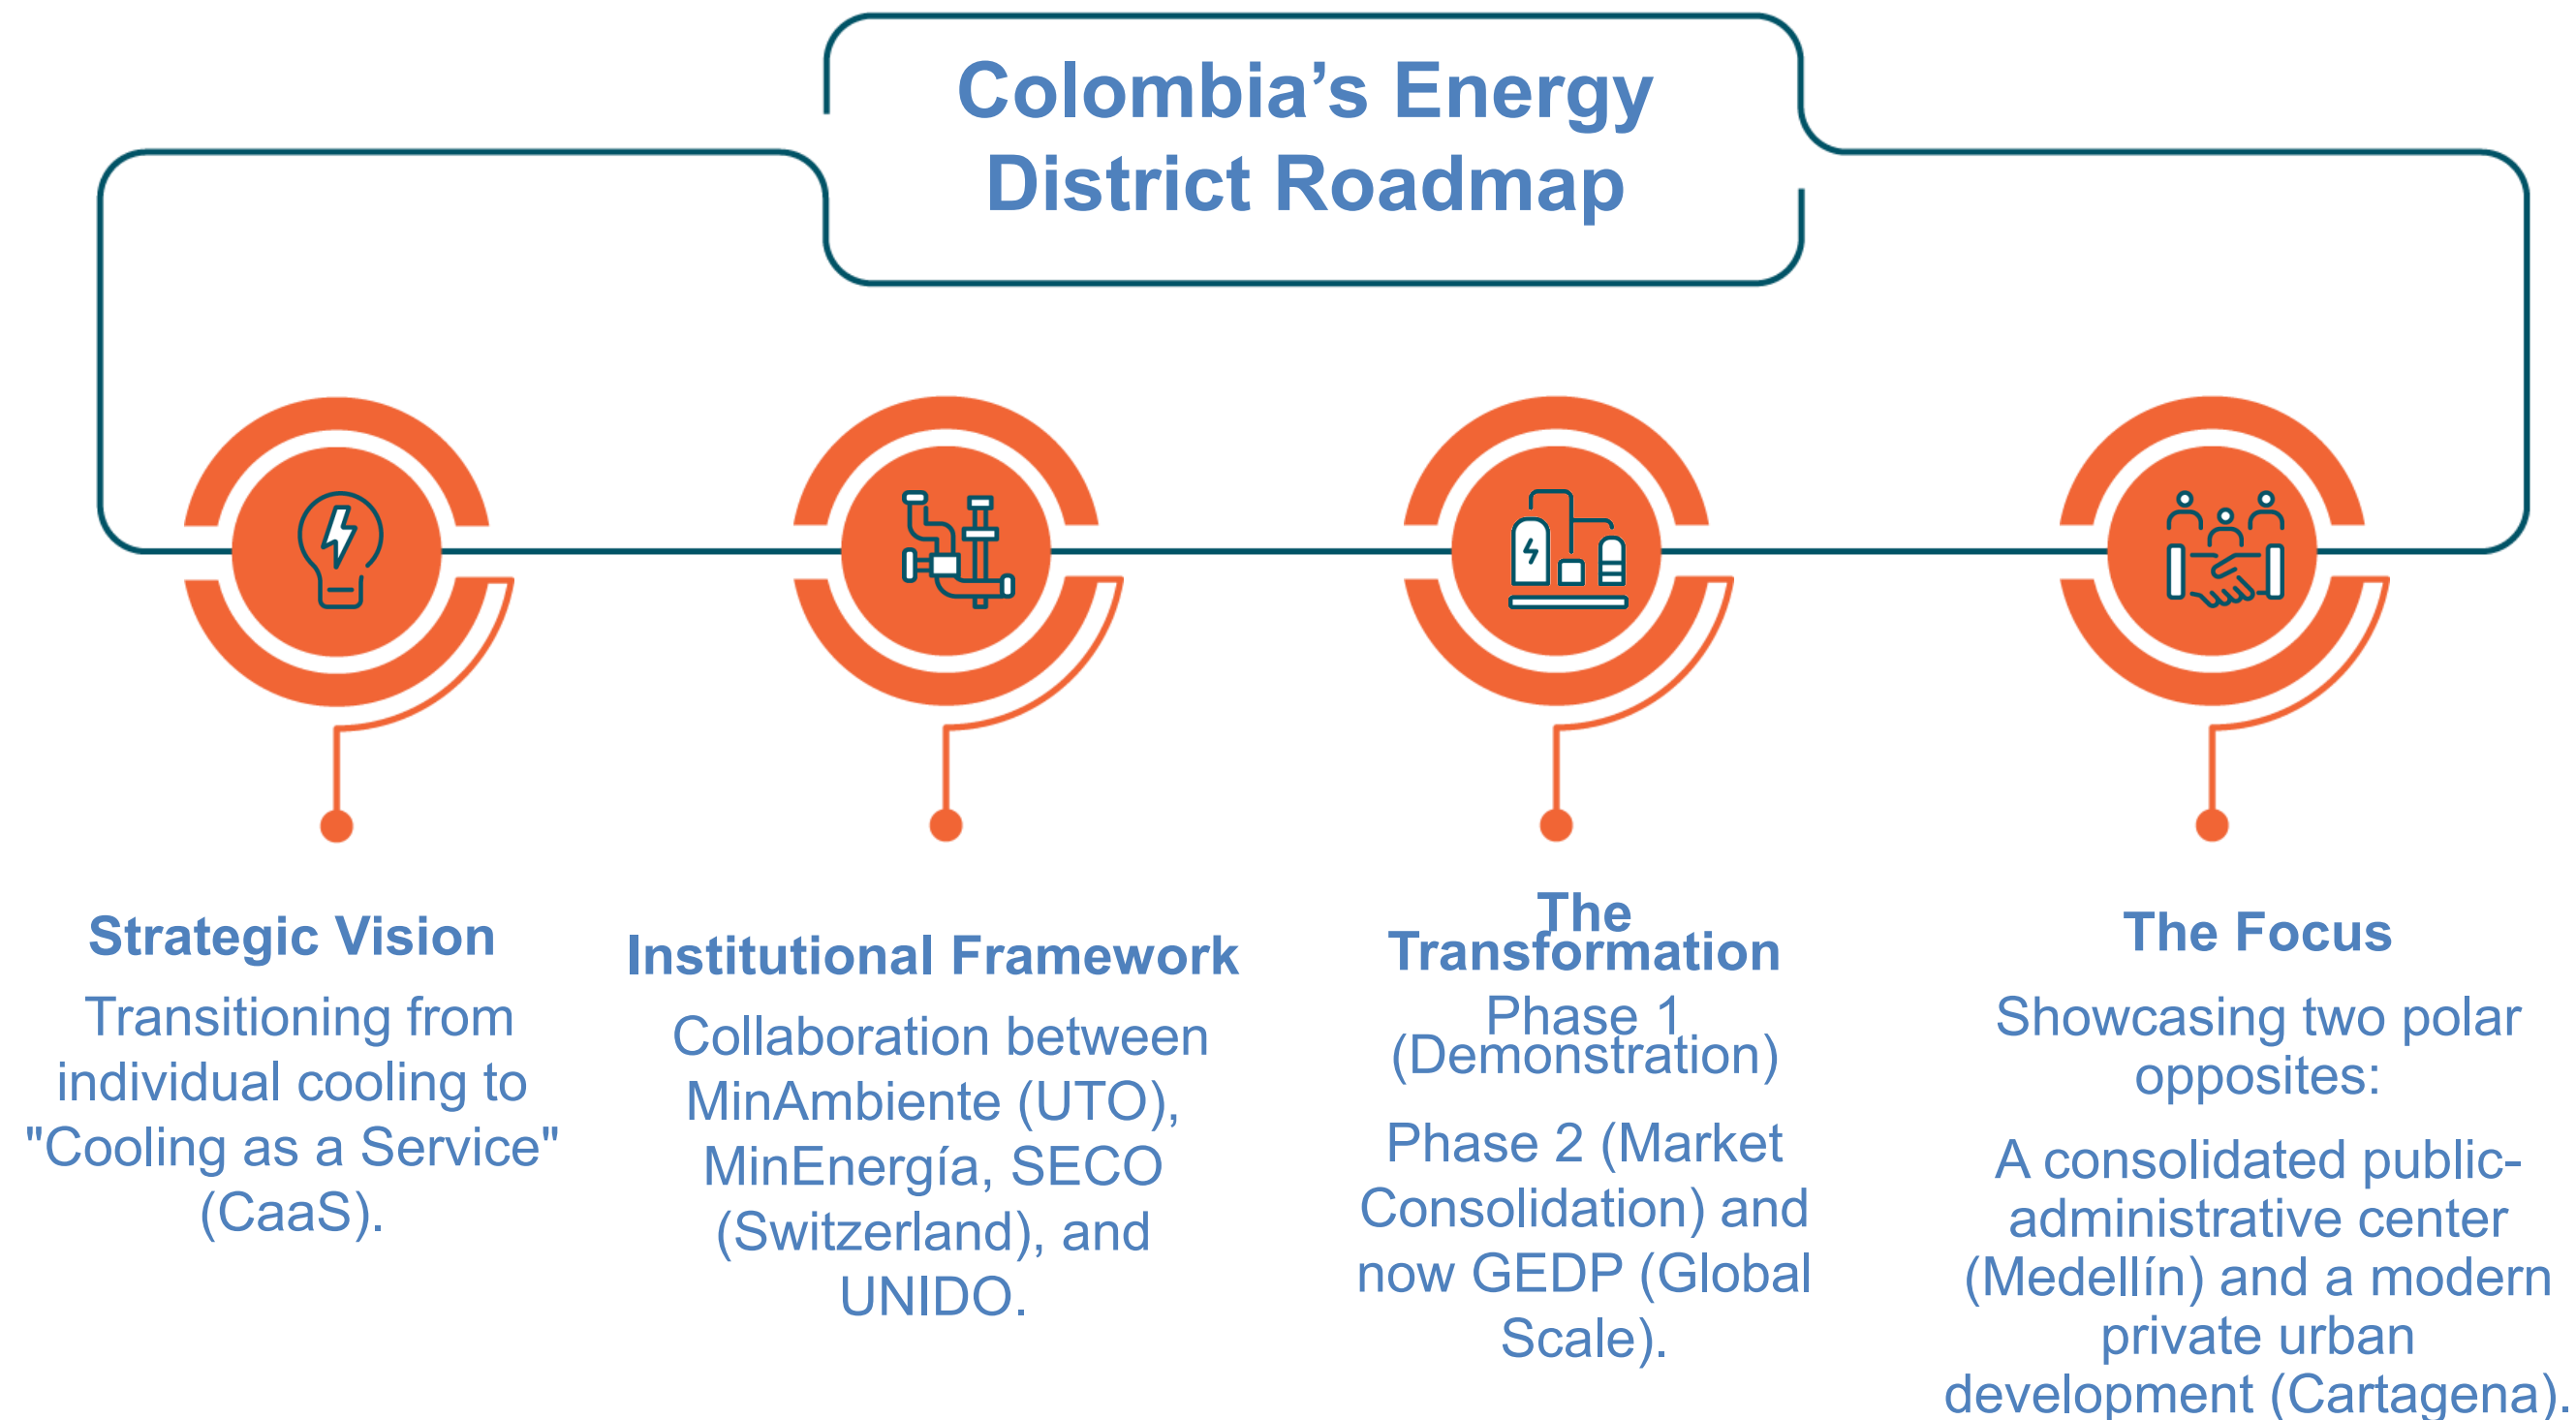 Colombia’s Energy
District Roadmap
Strategic Vision
Transitioning from
individual cooling to
"Cooling as a Service"
(CaaS).
Institutional Framework
Collaboration between
MinAmbiente (UTO),
MinEnergía, SECO
(Switzerland), and
UNIDO.
The
Transformation
Phase 1
(Demonstration)
Phase 2 (Market
Consolidation) and
now GEDP (Global
Scale).
The Focus
Showcasing two polar
opposites:
A consolidated public-
administrative center
(Medellín) and a modern
private urban
development (Cartagena).